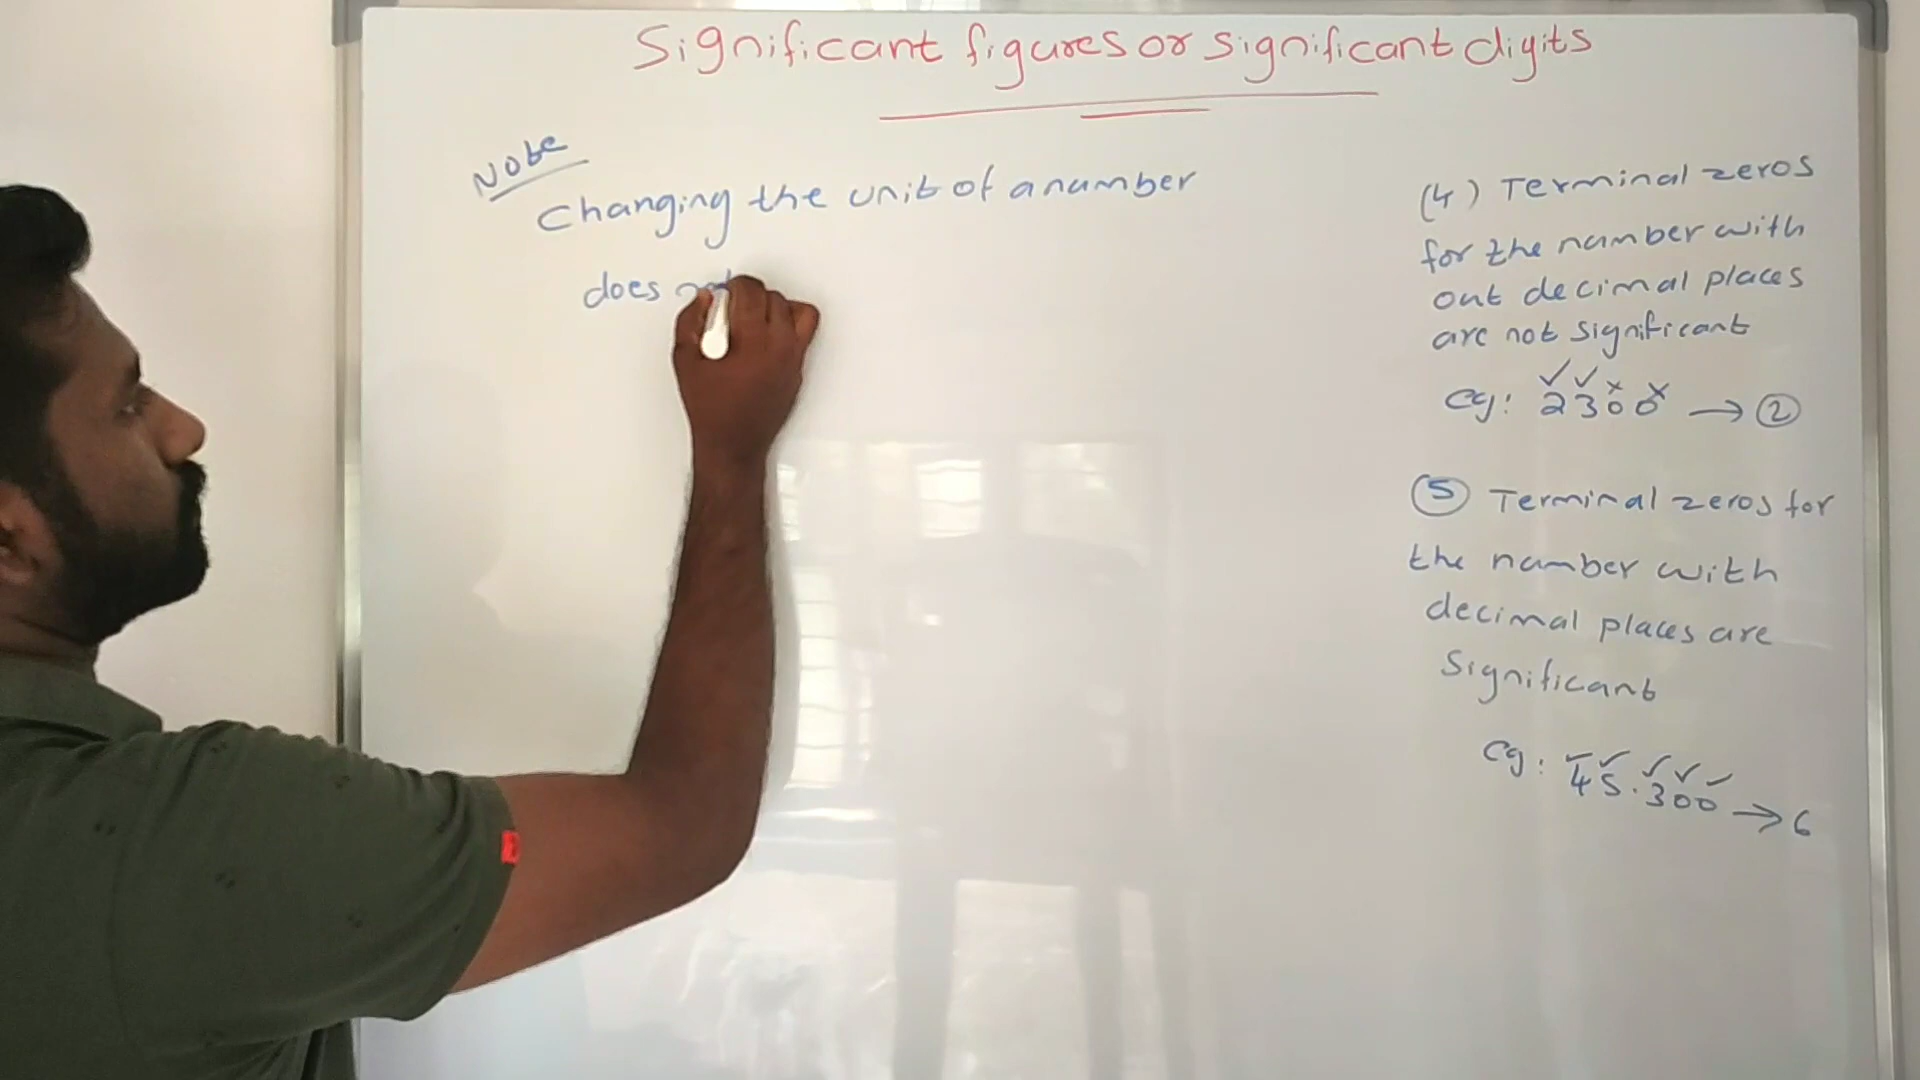 Significant figures or significant digits
Note
Changing the unit of a number
does not
(4) Terminal zeros
for the number with
out decimal places
are not significant
eg: 2300 → 2
5 Terminal zeros for
the number with
decimal places are
Significant
eg: 45.300 → 6